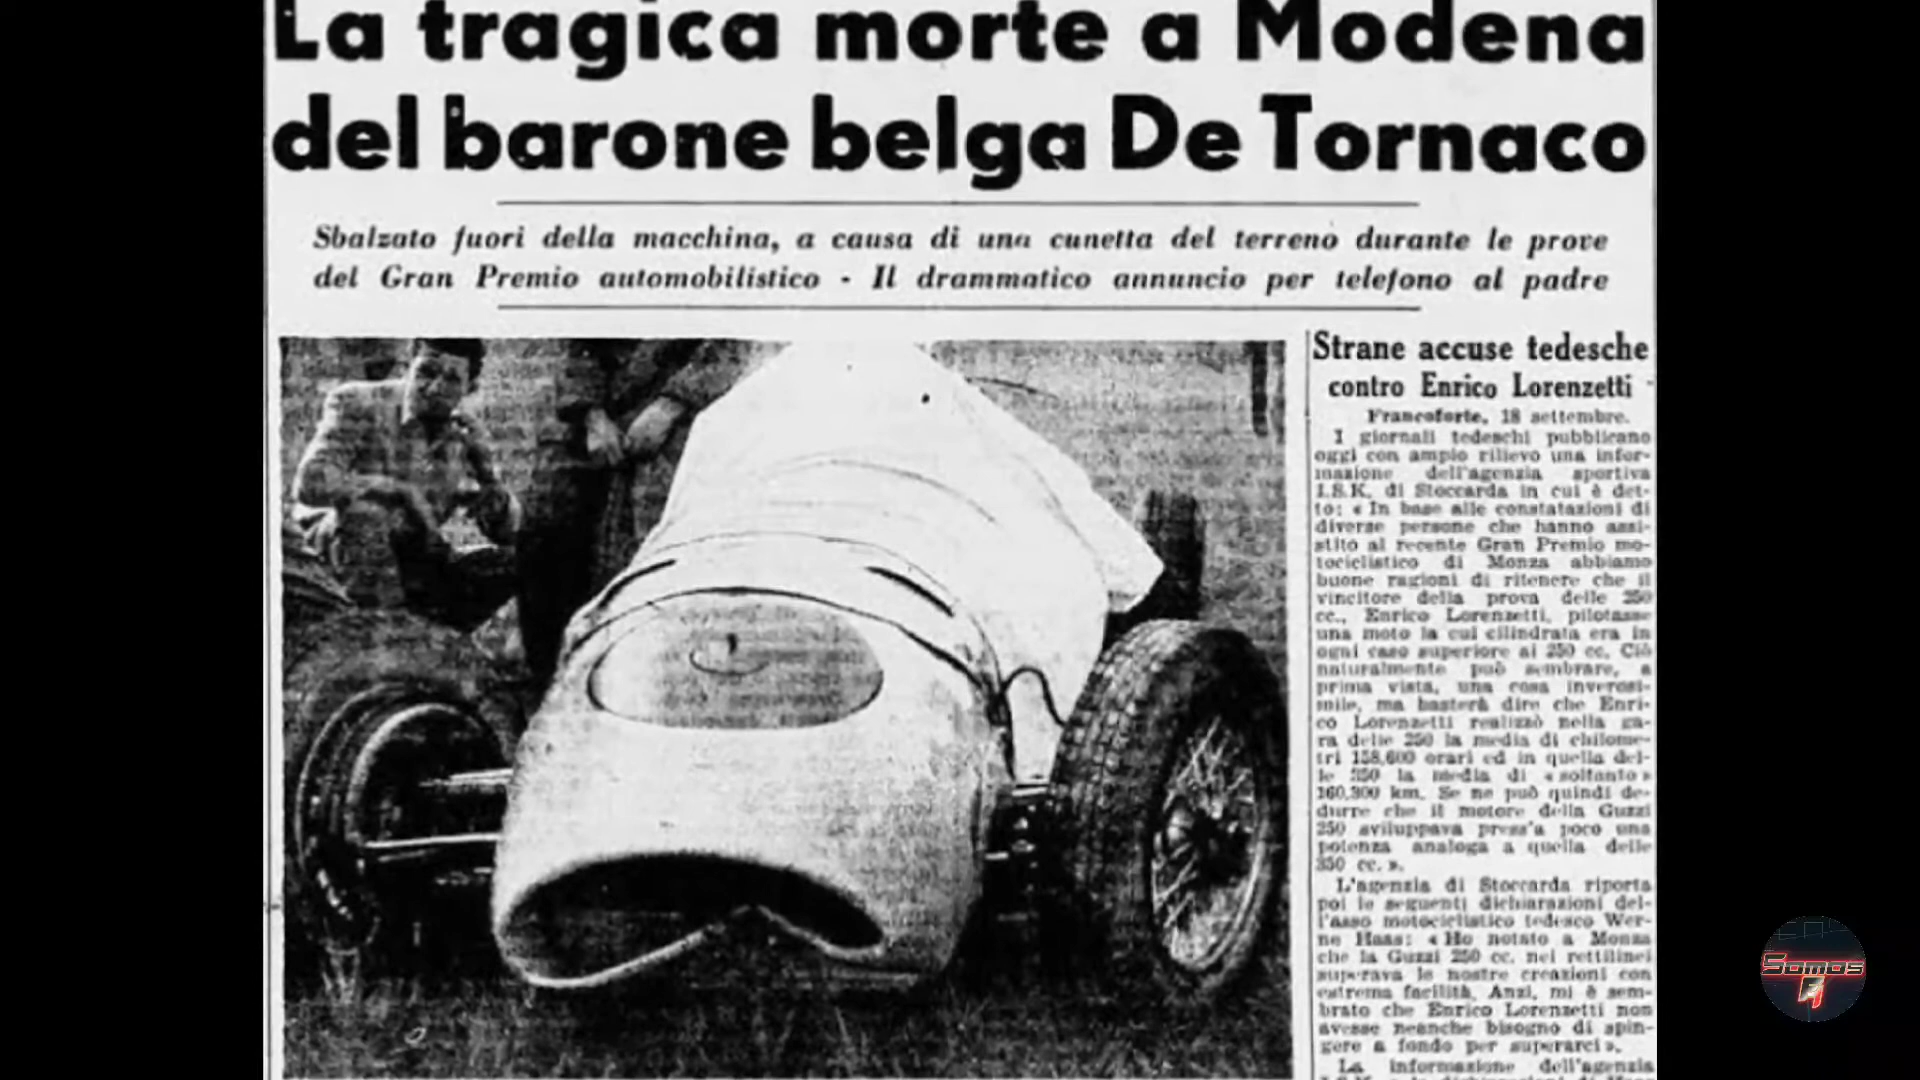 La tragica morte a Modena
del barone belga De Tornaco
Sbalzato fuori della macchina, a causa di una cunetta del terreno durante le prove
del Gran Premio automobilistico - Il drammatico annuncio per telefono al padre
Strane accuse tedesche
contro Enrico Lorenzetti
Francoforte, 18 settembre.
I giornali tedeschi pubblicano
oggi con ampio rilievo una infor-
mazione dell'agenzia sportiva
I.S.K. di Stoccarda in cui è det-
to: « In base alle constatazioni di
diverse persone che hanno assi-
stito al recente Gran Premio mo-
tociclistico di Monza abbiamo
buone ragioni di ritenere che il
vincitore della prova delle 250
cc., Enrico Lorenzetti, pilotasse
una moto la cui cilindrata era in
ogni caso superiore ai 250 cc. Ciò
naturalmente può sembrare, a
prima vista, una cosa inverosi-
mile, ma basterà dire che Enri-
co Lorenzetti realizzò nella ga-
ra delle 250 la media di chilome-
tri 158,600 orari ed in quella del-
le 350 la media di « soltanto »
160,300 km. Se ne può quindi de-
durre che il motore della Guzzi
250 sviluppava press'a poco una
potenza analoga a quella delle
350 cc. ».
L'agenzia di Stoccarda riporta
poi le seguenti dichiarazioni del-
l'asso motociclistico tedesco Wer-
ne Haas: « Ho notato a Monza
che la Guzzi 250 cc. nei rettilinei
superava le nostre creazioni con
estrema facilità. Anzi, mi è sem-
brato che Enrico Lorenzetti non
avesse neanche bisogno di spin-
gere a fondo per superarci ».
La informazione dell'agenzia
Somos
F1